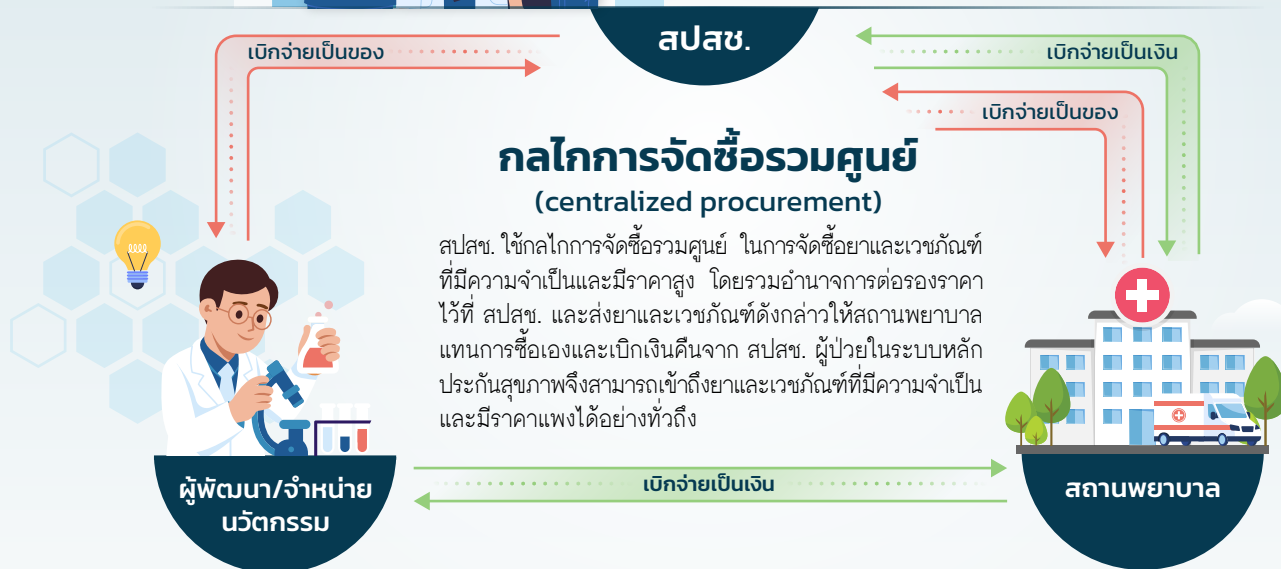 สปสช.
เบิกจ่ายเป็นของ
เบิกจ่ายเป็นเงิน
เบิกจ่ายเป็นของ
กลไกการจัดซื้อรวมศูนย์
(centralized procurement)
สปสช. ใช้กลไกการจัดซื้อรวมศูนย์ ในการจัดซื้อยาและเวชภัณฑ์
ที่มีความจำเป็นและมีราคาสูง โดยรวมอำนาจการต่อรองราคา
ไว้ที่ สปสช. และส่งยาและเวชภัณฑ์ดังกล่าวให้สถานพยาบาล
แทนการซื้อเองและเบิกเงินคืนจาก สปสช. ผู้ป่วยในระบบหลัก
ประกันสุขภาพจึงสามารถเข้าถึงยาและเวชภัณฑ์ที่มีความจำเป็น
และมีราคาแพงได้อย่างทั่วถึง
เบิกจ่ายเป็นเงิน
ผู้พัฒนา/จำหน่าย
นวัตกรรม
สถานพยาบาล